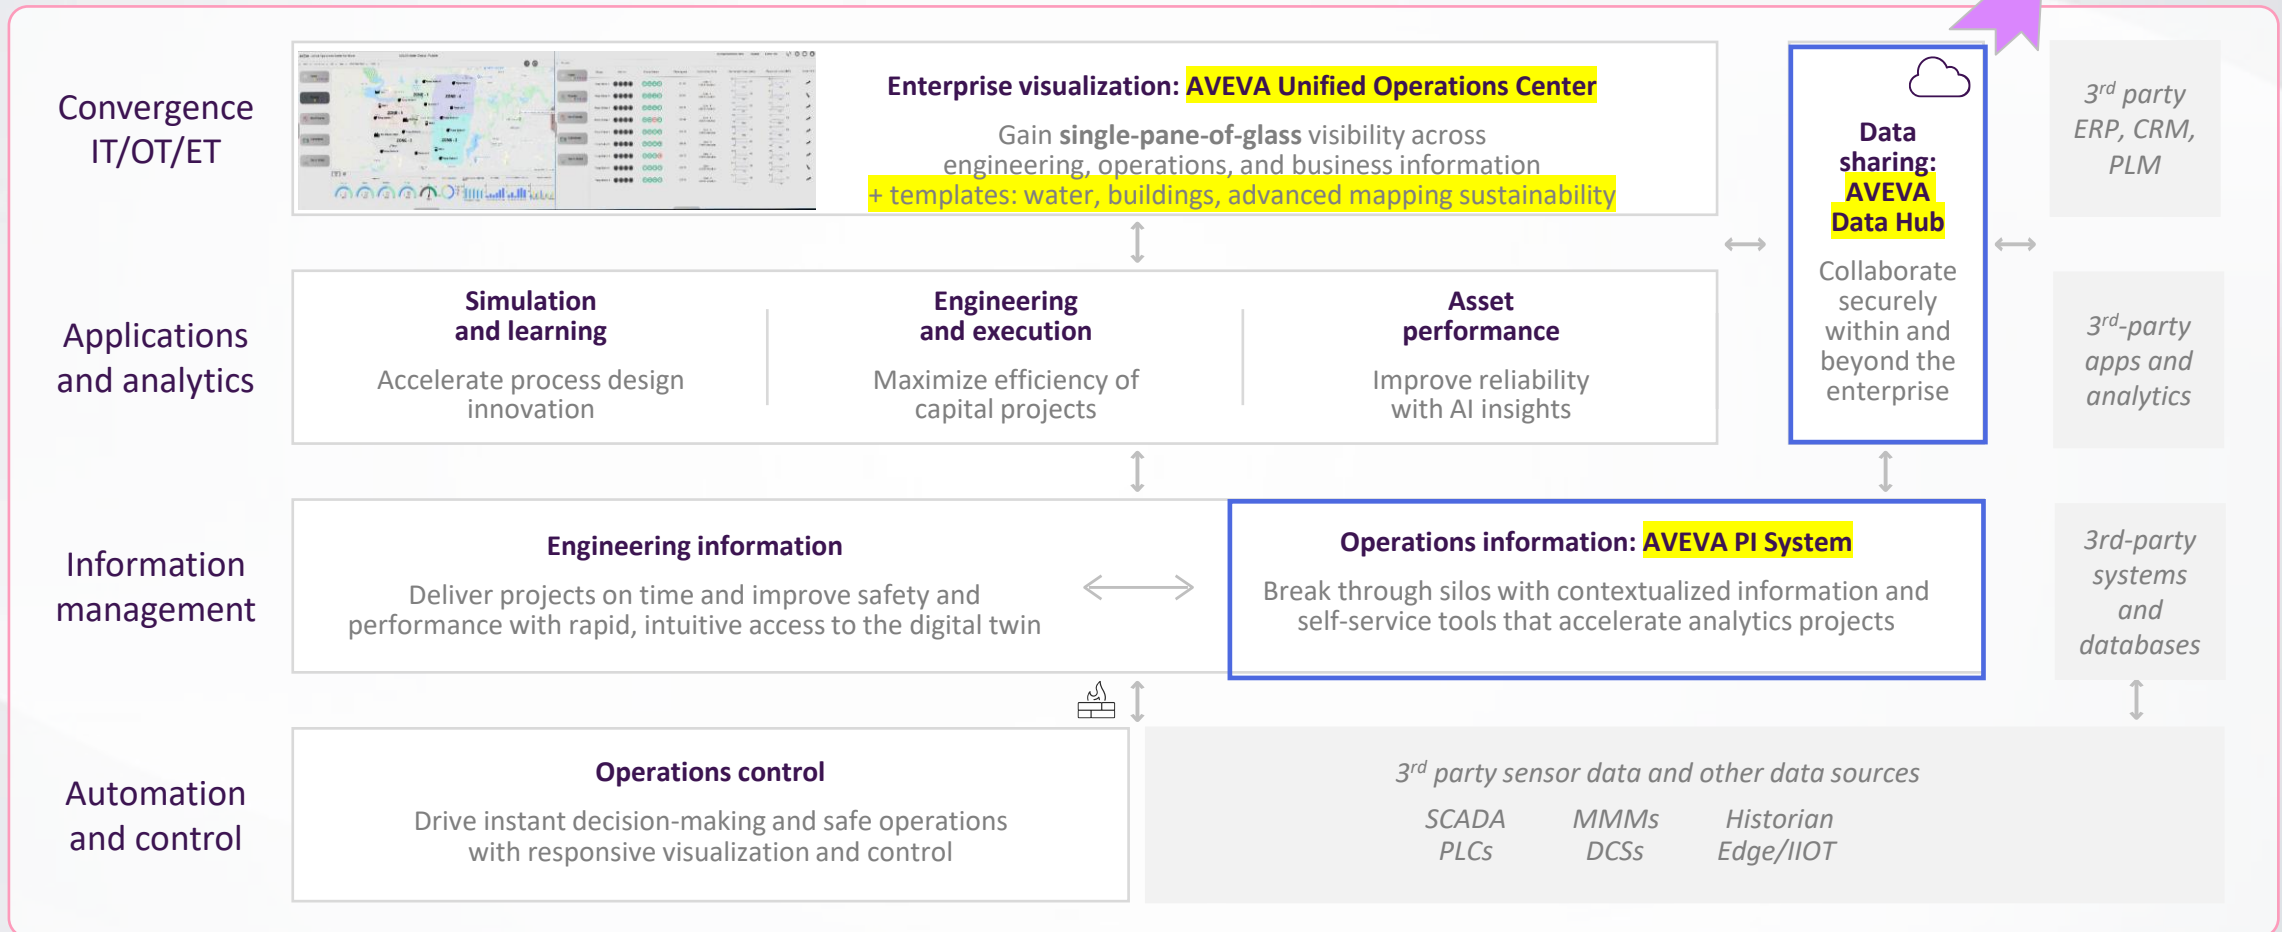 Convergence
IT/OT/ET
ZONE - 1
Enterprise visualization: AVEVA Unified Operations Center
Gain single-pane-of-glass visibility across
engineering, operations, and business information
+ templates: water, buildings, advanced mapping sustainability
Data
sharing:
AVEVA
Data Hub
Collaborate
securely
within and
beyond the
enterprise
3rd party
ERP, CRM,
PLM
Applications
and analytics
Simulation
and learning
Accelerate process design
innovation
Engineering
and execution
Maximize efficiency of
capital projects
Asset
performance
Improve reliability
with AI insights
3rd-party
apps and
analytics
Information
management
Engineering information
Deliver projects on time and improve safety and
performance with rapid, intuitive access to the digital twin
Operations information: AVEVA PI System
Break through silos with contextualized information and
self-service tools that accelerate analytics projects
3rd-party
systems
and
databases
Automation
and control
Operations control
Drive instant decision-making and safe operations
with responsive visualization and control
3rd party sensor data and other data sources
SCADA MMMs Historian
PLCs DCSs Edge/IIOT